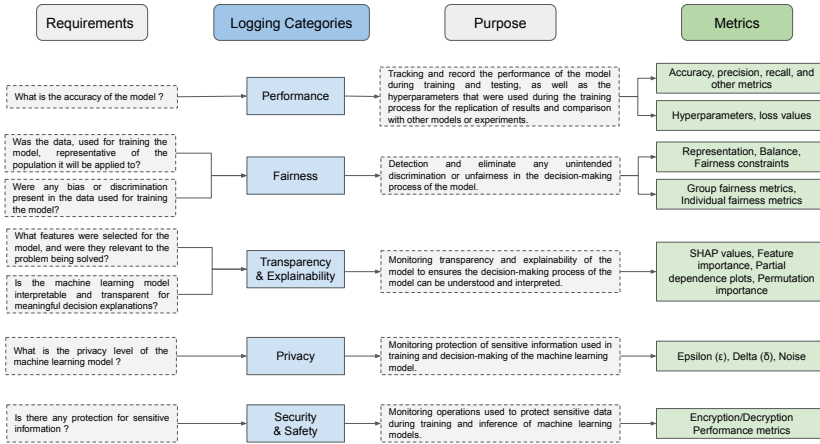 Requirements
Logging Categories
Purpose
Metrics
What is the accuracy of the model ?
Performance
Tracking and record the performance of the model
during training and testing, as well as the
hyperparameters that were used during the training
process for the replication of results and comparison
with other models or experiments.
Accuracy, precision, recall, and
other metrics
Hyperparameters, loss values
Was the data, used for training the
model, representative of the
population it will be applied to?
Were any bias or discrimination
present in the data used for training
the model?
Fairness
Detection and eliminate any unintended
discrimination or unfairness in the decision-making
process of the model.
Representation, Balance,
Fairness constraints
Group fairness metrics,
Individual fairness metrics
What features were selected for the
model, and were they relevant to the
problem being solved?
Is the machine learning model
interpretable and transparent for
meaningful decision explanations?
Transparency
& Explainability
Monitoring transparency and explainability of the
model to ensures the decision-making process of the
model can be understood and interpreted.
SHAP values, Feature
importance, Partial
dependence plots, Permutation
importance
What is the privacy level of the
machine learning model ?
Privacy
Monitoring protection of sensitive information used in
training and decision-making of the machine learning
model.
Epsilon (ε), Delta (δ), Noise
Is there any protection for sensitive
information ?
Security
& Safety
Monitoring operations used to protect sensitive data
during training and inference of machine learning
models.
Encryption/Decryption
Performance metrics